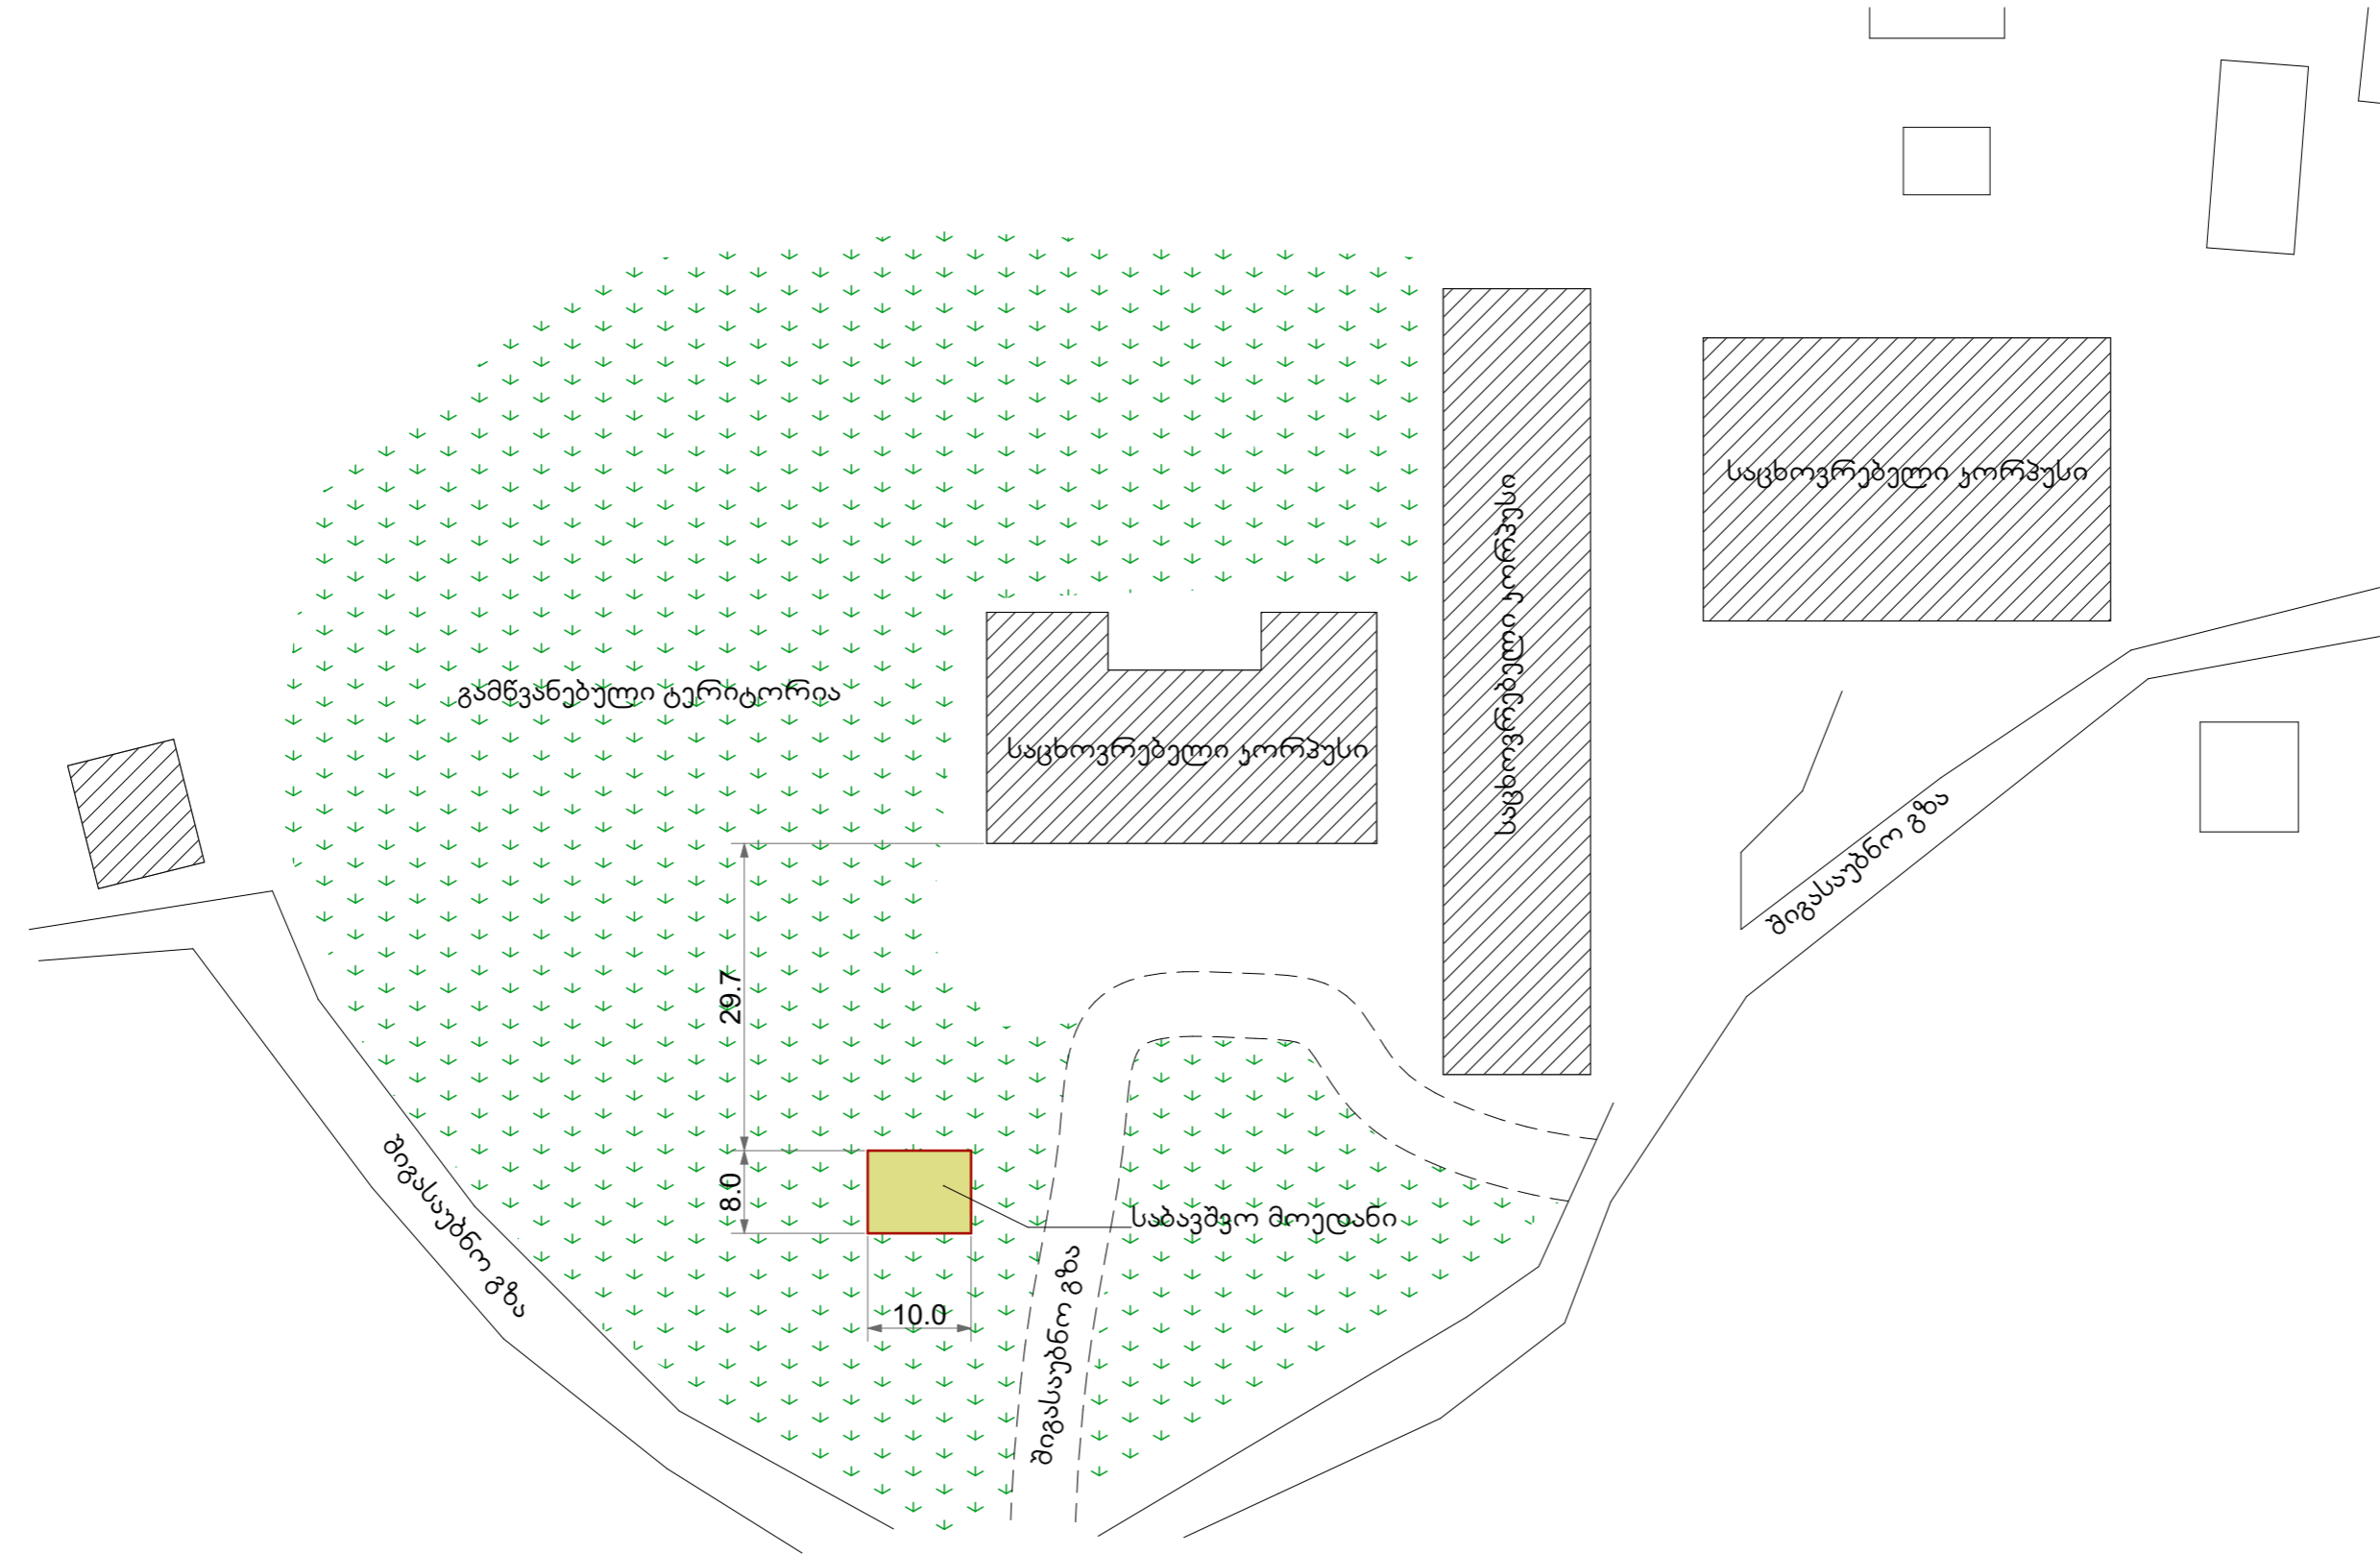 საცხოვრებელი კორპუსი
საცხოვრებელი კორპუსი
გამწვანებული ტერიტორია
საცხოვრებელი კორპუსი
შიგასაუბნო გზა
29.7
8.0
შიგასაუბნო გზა
საბავშვო მოედანი
10.0
შიგასაუბნო გზა